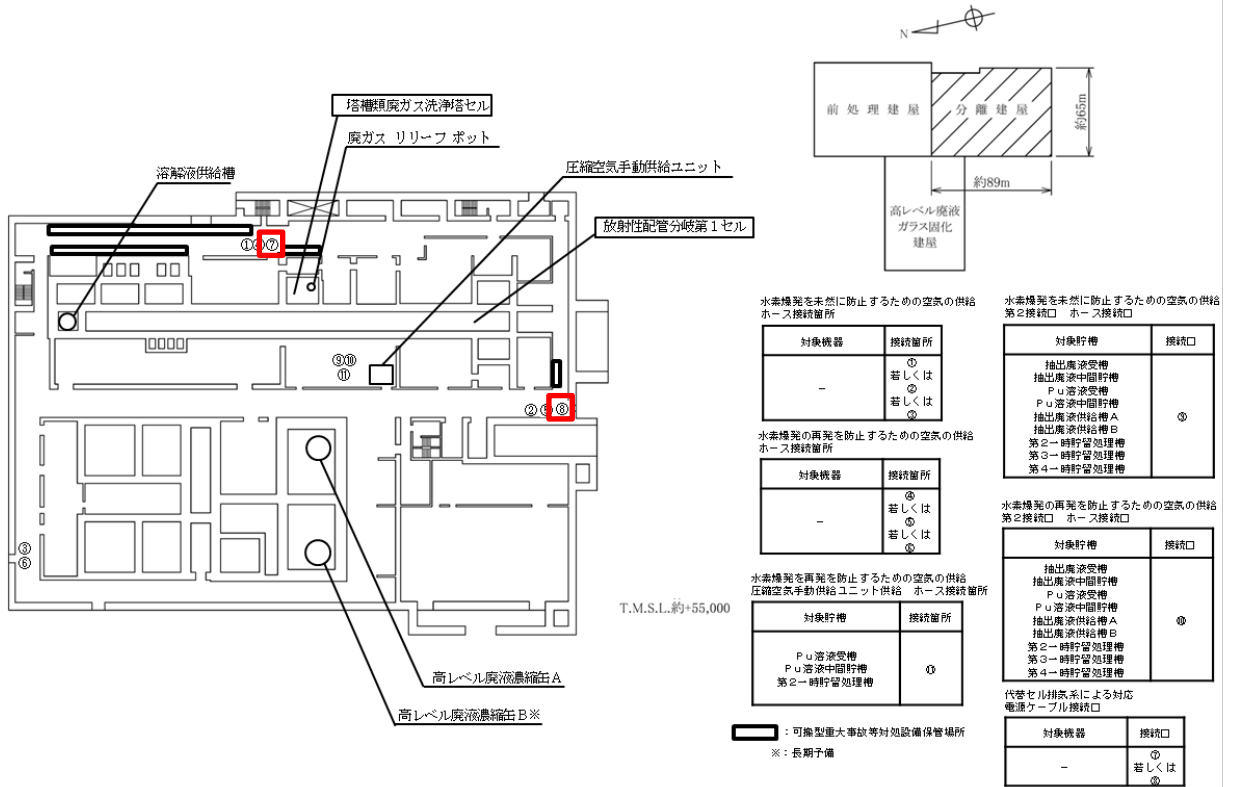 N
前処理建屋
分離建屋
約65m
約89m
高レベル廃液
ガラス固化
建屋
塔槽類廃ガス洗浄塔セル
廃ガス リリーフ ポット
溶解液供給槽
圧縮空気手動供給ユニット
放射性配管分岐第1セル
①④⑦
⑨⑩
⑪
②⑤⑧
③
⑥
高レベル廃液濃縮缶A
高レベル廃液濃縮缶B※
T.M.S.L.約+55,000
水素爆発を未然に防止するための空気の供給
ホース接続箇所
対象機器 接続箇所
－
①
若しくは
②
若しくは
③
水素爆発の再発を防止するための空気の供給
ホース接続箇所
対象機器 接続箇所
－
④
若しくは
⑤
若しくは
⑥
水素爆発を再発を防止するための空気の供給
圧縮空気手動供給ユニット供給 ホース接続箇所
対象貯槽 接続箇所
Pu溶液受槽
Pu溶液中間貯槽
第2一時貯留処理槽
⑪
：可搬型重大事故等対処設備保管場所
※：長期予備
水素爆発を未然に防止するための空気の供給
第2接続口 ホース接続口
対象貯槽 接続口
抽出廃液受槽
抽出廃液中間貯槽
Pu溶液受槽
Pu溶液中間貯槽
抽出廃液供給槽A
抽出廃液供給槽B
第2一時貯留処理槽
第3一時貯留処理槽
第4一時貯留処理槽
⑨
水素爆発の再発を防止するための空気の供給
第2接続口 ホース接続口
対象貯槽 接続口
抽出廃液受槽
抽出廃液中間貯槽
Pu溶液受槽
Pu溶液中間貯槽
抽出廃液供給槽A
抽出廃液供給槽B
第2一時貯留処理槽
第3一時貯留処理槽
第4一時貯留処理槽
⑩
代替セル排気系による対応
電源ケーブル接続口
対象機器 接続口
－
⑦
若しくは
⑧